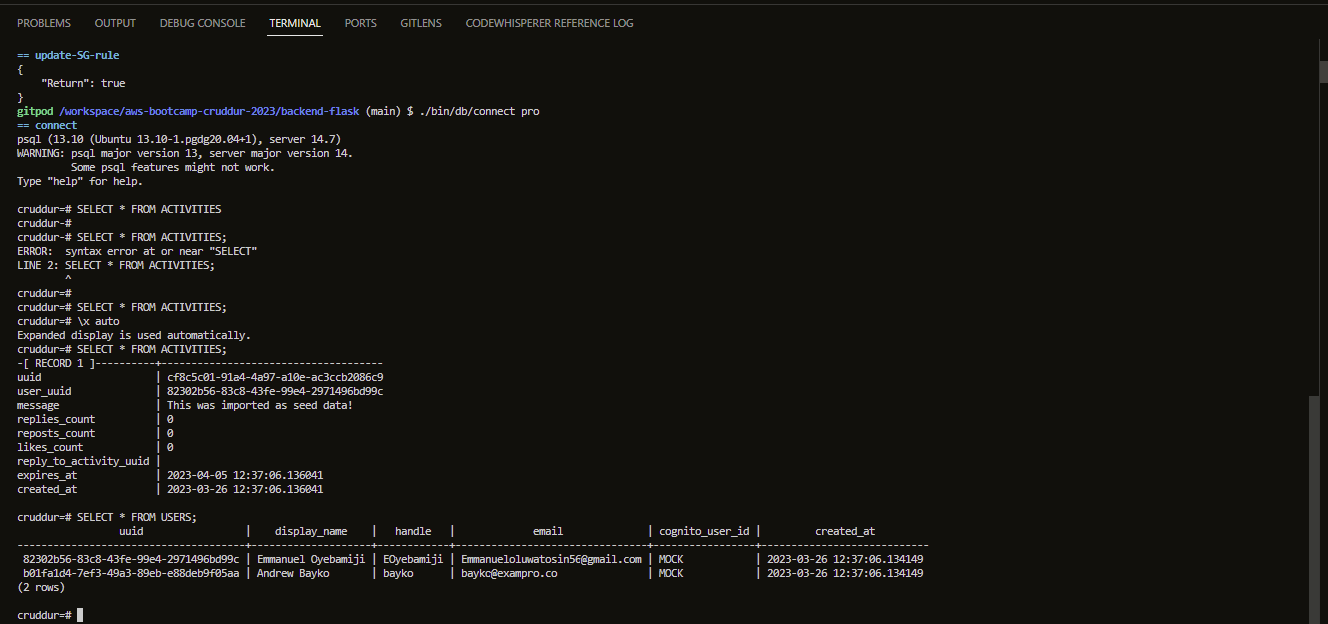 PROBLEMS OUTPUT DEBUG CONSOLE TERMINAL PORTS GITLENS CODEWHISPERER REFERENCE LOG
== update-SG-rule
{
    "Return": true
}
gitpod /workspace/aws-bootcamp-cruddur-2023/backend-flask (main) $ ./bin/db/connect pro
== connect
psql (13.10 (Ubuntu 13.10-1.pgdg20.04+1), server 14.7)
WARNING: psql major version 13, server major version 14.
         Some psql features might not work.
Type "help" for help.
cruddur=# SELECT * FROM ACTIVITIES
cruddur-#
cruddur-# SELECT * FROM ACTIVITIES;
ERROR:  syntax error at or near "SELECT"
LINE 2: SELECT * FROM ACTIVITIES;
        ^
cruddur=#
cruddur=# SELECT * FROM ACTIVITIES;
cruddur=# \x auto
Expanded display is used automatically.
cruddur=# SELECT * FROM ACTIVITIES;
-[ RECORD 1 ]----------+-------------------------------------
uuid                   | cf8c5c01-91a4-4a97-a10e-ac3ccb2086c9
user_uuid              | 82302b56-83c8-43fe-99e4-2971496bd99c
message                | This was imported as seed data!
replies_count          | 0
reposts_count          | 0
likes_count            | 0
reply_to_activity_uuid |
expires_at             | 2023-04-05 12:37:06.136041
created_at             | 2023-03-26 12:37:06.136041
cruddur=# SELECT * FROM USERS;
                 uuid                 |    display_name    |   handle   |             email              | cognito_user_id |         created_at
--------------------------------------+--------------------+------------+--------------------------------+-----------------+----------------------------
 82302b56-83c8-43fe-99e4-2971496bd99c | Emmanuel Oyebamiji | EOyebamiji | Emmanueloluwatosin56@gmail.com | MOCK            | 2023-03-26 12:37:06.134149
 b01fa1d4-7ef3-49a3-89eb-e88deb9f05aa | Andrew Bayko       | bayko      | bayko@exampro.co               | MOCK            | 2023-03-26 12:37:06.134149
(2 rows)
cruddur=#